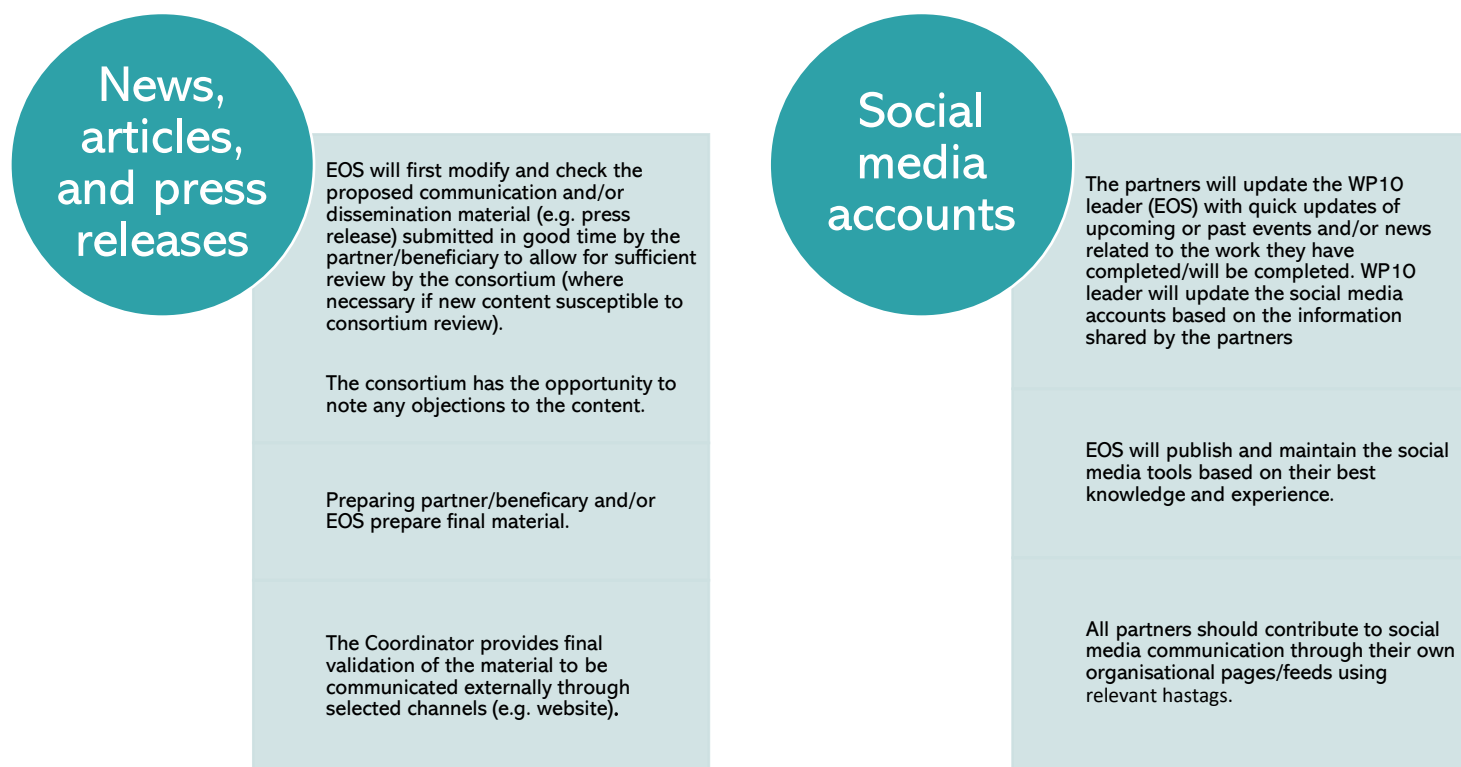 News,
articles,
and press
releases
EOS will first modify and check the
proposed communication and/or
dissemination material (e.g. press
release) submitted in good time by the
partner/beneficiary to allow for sufficient
review by the consortium (where
necessary if new content susceptible to
consortium review).
The consortium has the opportunity to
note any objections to the content.
Preparing partner/beneficary and/or
EOS prepare final material.
The Coordinator provides final
validation of the material to be
communicated externally through
selected channels (e.g. website).
Social
media
accounts
The partners will update the WP10
leader (EOS) with quick updates of
upcoming or past events and/or news
related to the work they have
completed/will be completed. WP10
leader will update the social media
accounts based on the information
shared by the partners
EOS will publish and maintain the social
media tools based on their best
knowledge and experience.
All partners should contribute to social
media communication through their own
organisational pages/feeds using
relevant hastags.